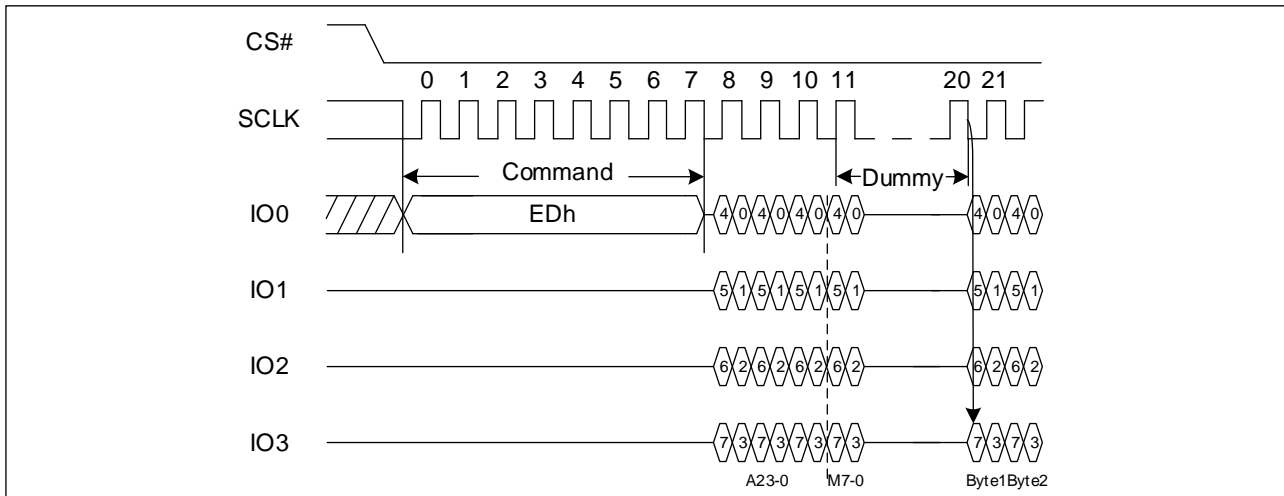 CS#
0 1 2 3 4 5 6 7 8 9 10 11 20 21
SCLK
Command Dummy
IO0 EDh 4 0 4 0 4 0 4 0 4 0 4 0
IO1 5 1 5 1 5 1 5 1 5 1 5 1
IO2 6 2 6 2 6 2 6 2 6 2 6 2
IO3 7 3 7 3 7 3 7 3 7 3 7 3
A23-0 M7-0 Byte1 Byte2